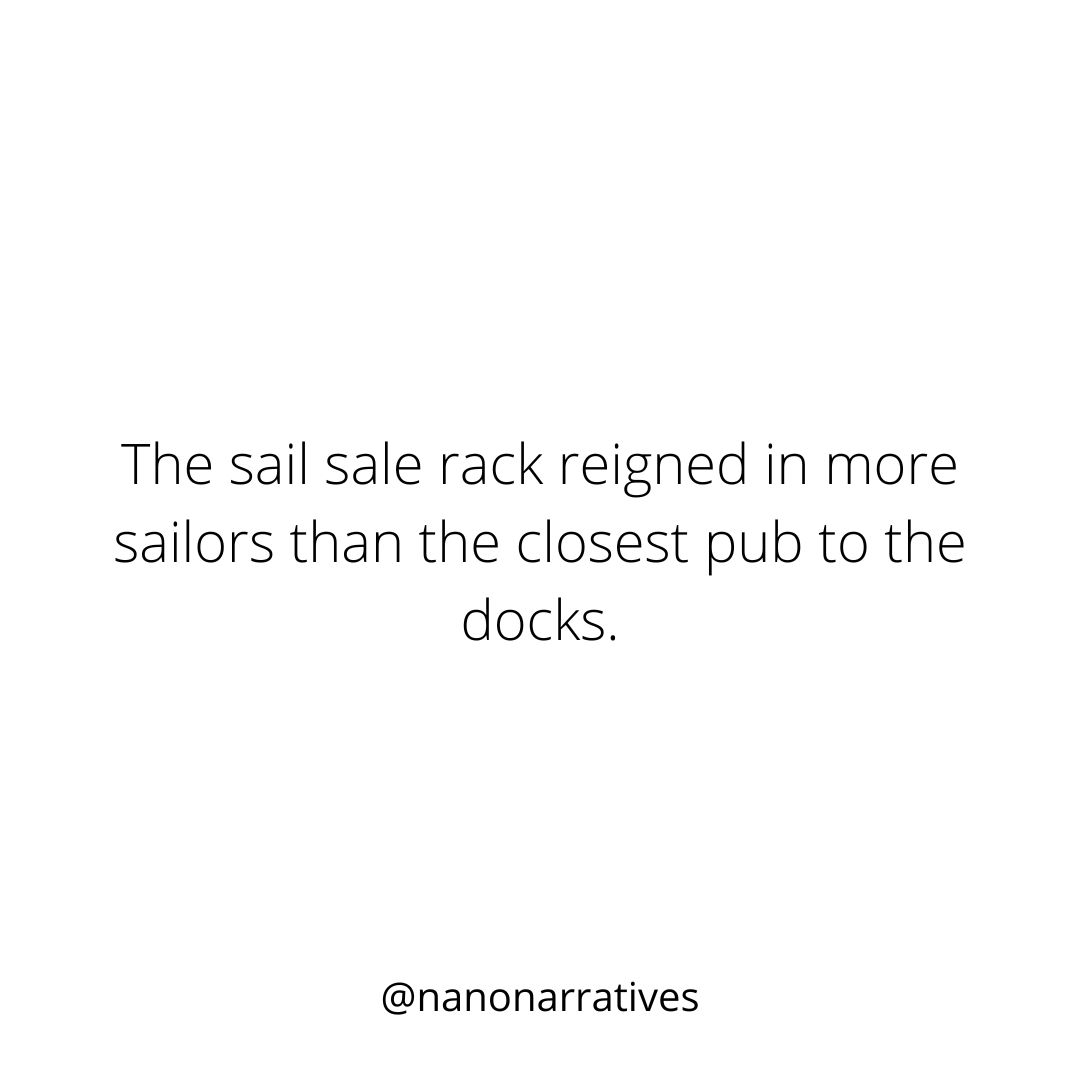 The sail sale rack reigned in more
sailors than the closest pub to the
docks.
@nanonarratives